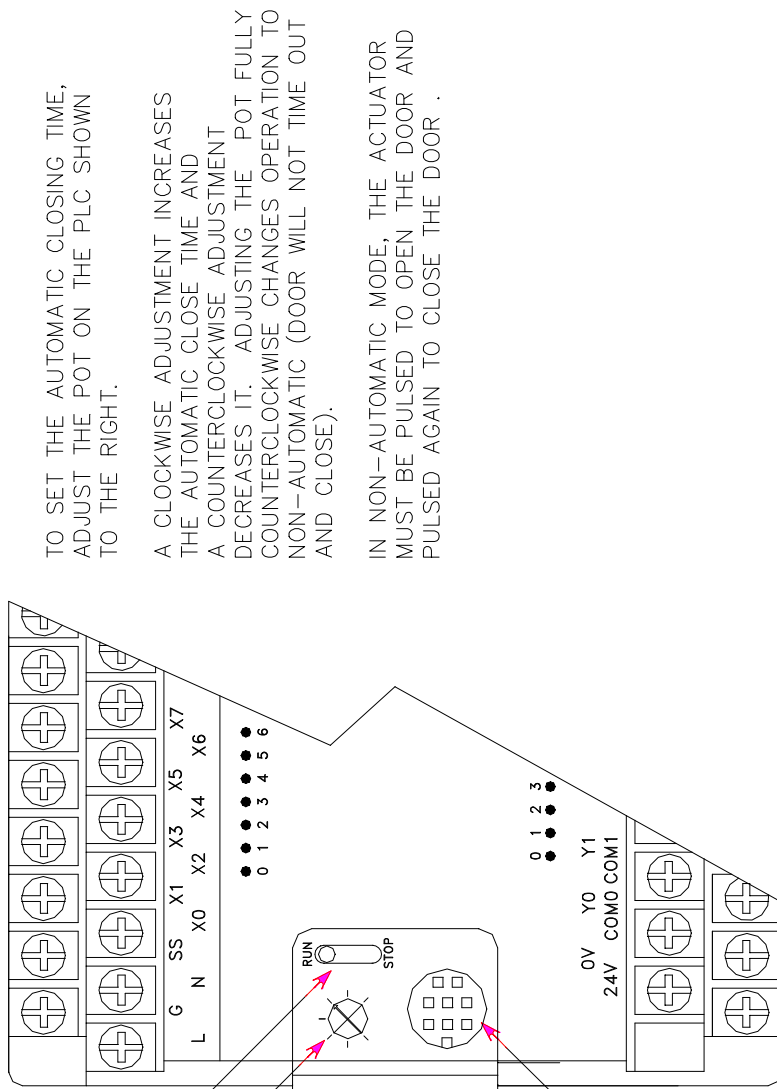 TO SET THE AUTOMATIC CLOSING TIME,
ADJUST THE POT ON THE PLC SHOWN
TO THE RIGHT.
A CLOCKWISE ADJUSTMENT INCREASES
THE AUTOMATIC CLOSE TIME AND
A COUNTERCLOCKWISE ADJUSTMENT
DECREASES IT. ADJUSTING THE POT FULLY
COUNTERCLOCKWISE CHANGES OPERATION TO
NON-AUTOMATIC (DOOR WILL NOT TIME OUT
AND CLOSE).
IN NON-AUTOMATIC MODE, THE ACTUATOR
MUST BE PULSED TO OPEN THE DOOR AND
PULSED AGAIN TO CLOSE THE DOOR .
G SS X1 X3 X5 X7
L N X0 X2 X4 X6
0 1 2 3 4 5 6
RUN
STOP
0 1 2 3
0V Y0 Y1
24V COM0 COM1